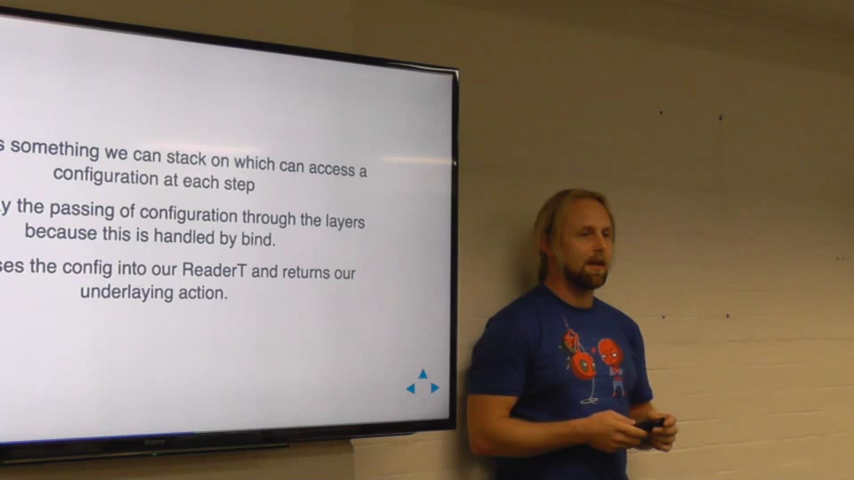 something we can stack on which can access a
configuration at each step
the passing of configuration through the layers
because this is handled by bind.
the config into our ReaderT and returns our
underlaying action.